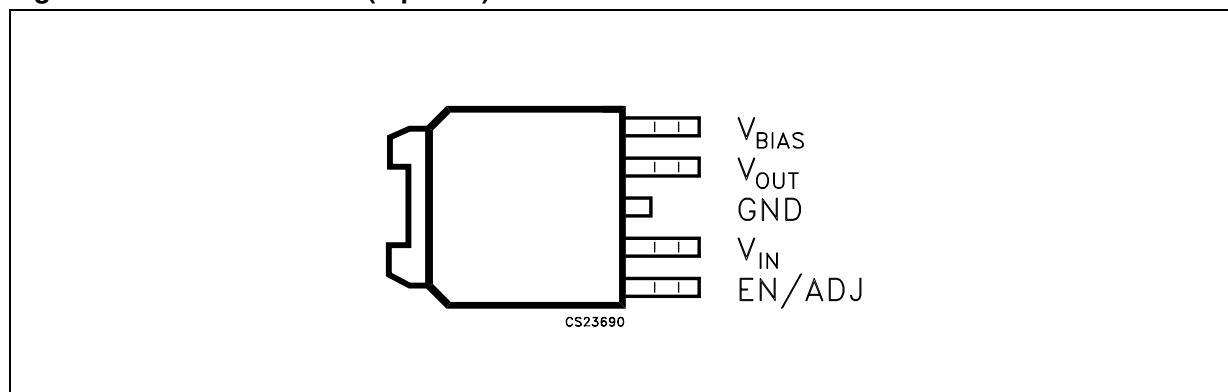 V_BIAS
V_OUT
GND
V_IN
EN/ADJ
CS23690